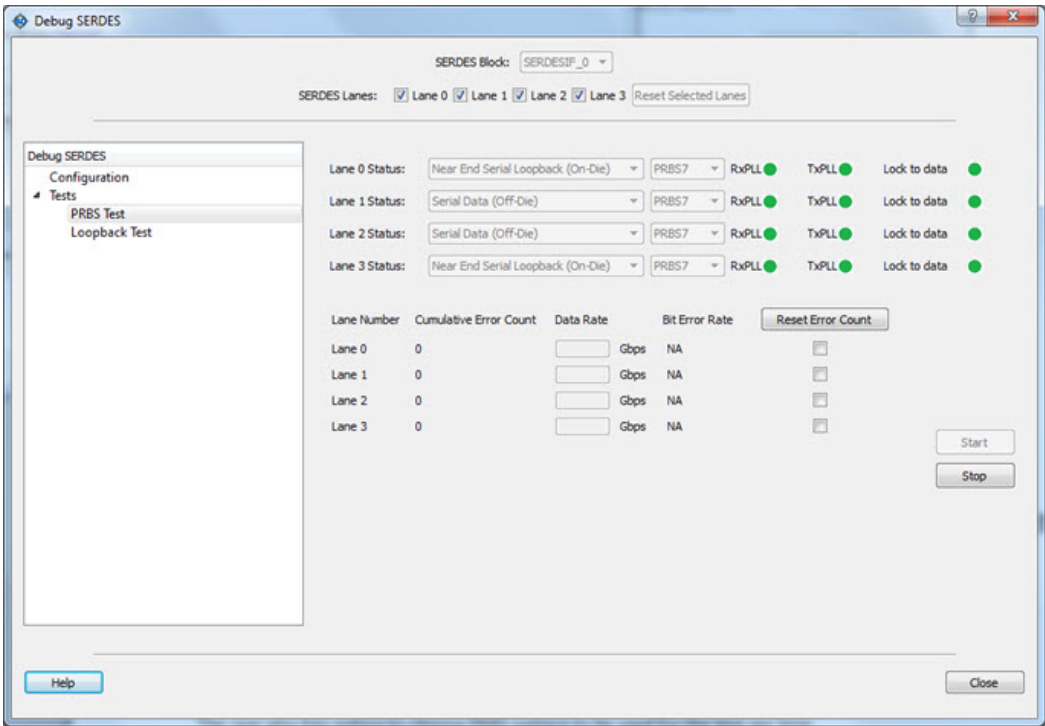 Debug SERDES
SERDES Block: SERDESIF_0
SERDES Lanes: Lane 0 Lane 1 Lane 2 Lane 3 Reset Selected Lanes
Debug SERDES
Configuration
Tests
PRBS Test
Loopback Test
Lane 0 Status: Near End Serial Loopback (On-Die) PRBS7 RxPLL TxPLL Lock to data
Lane 1 Status: Serial Data (Off-Die) PRBS7 RxPLL TxPLL Lock to data
Lane 2 Status: Serial Data (Off-Die) PRBS7 RxPLL TxPLL Lock to data
Lane 3 Status: Near End Serial Loopback (On-Die) PRBS7 RxPLL TxPLL Lock to data
Lane Number Cumulative Error Count Data Rate Bit Error Rate Reset Error Count
Lane 0 0 Gbps NA
Lane 1 0 Gbps NA
Lane 2 0 Gbps NA
Lane 3 0 Gbps NA
Start
Stop
Help Close